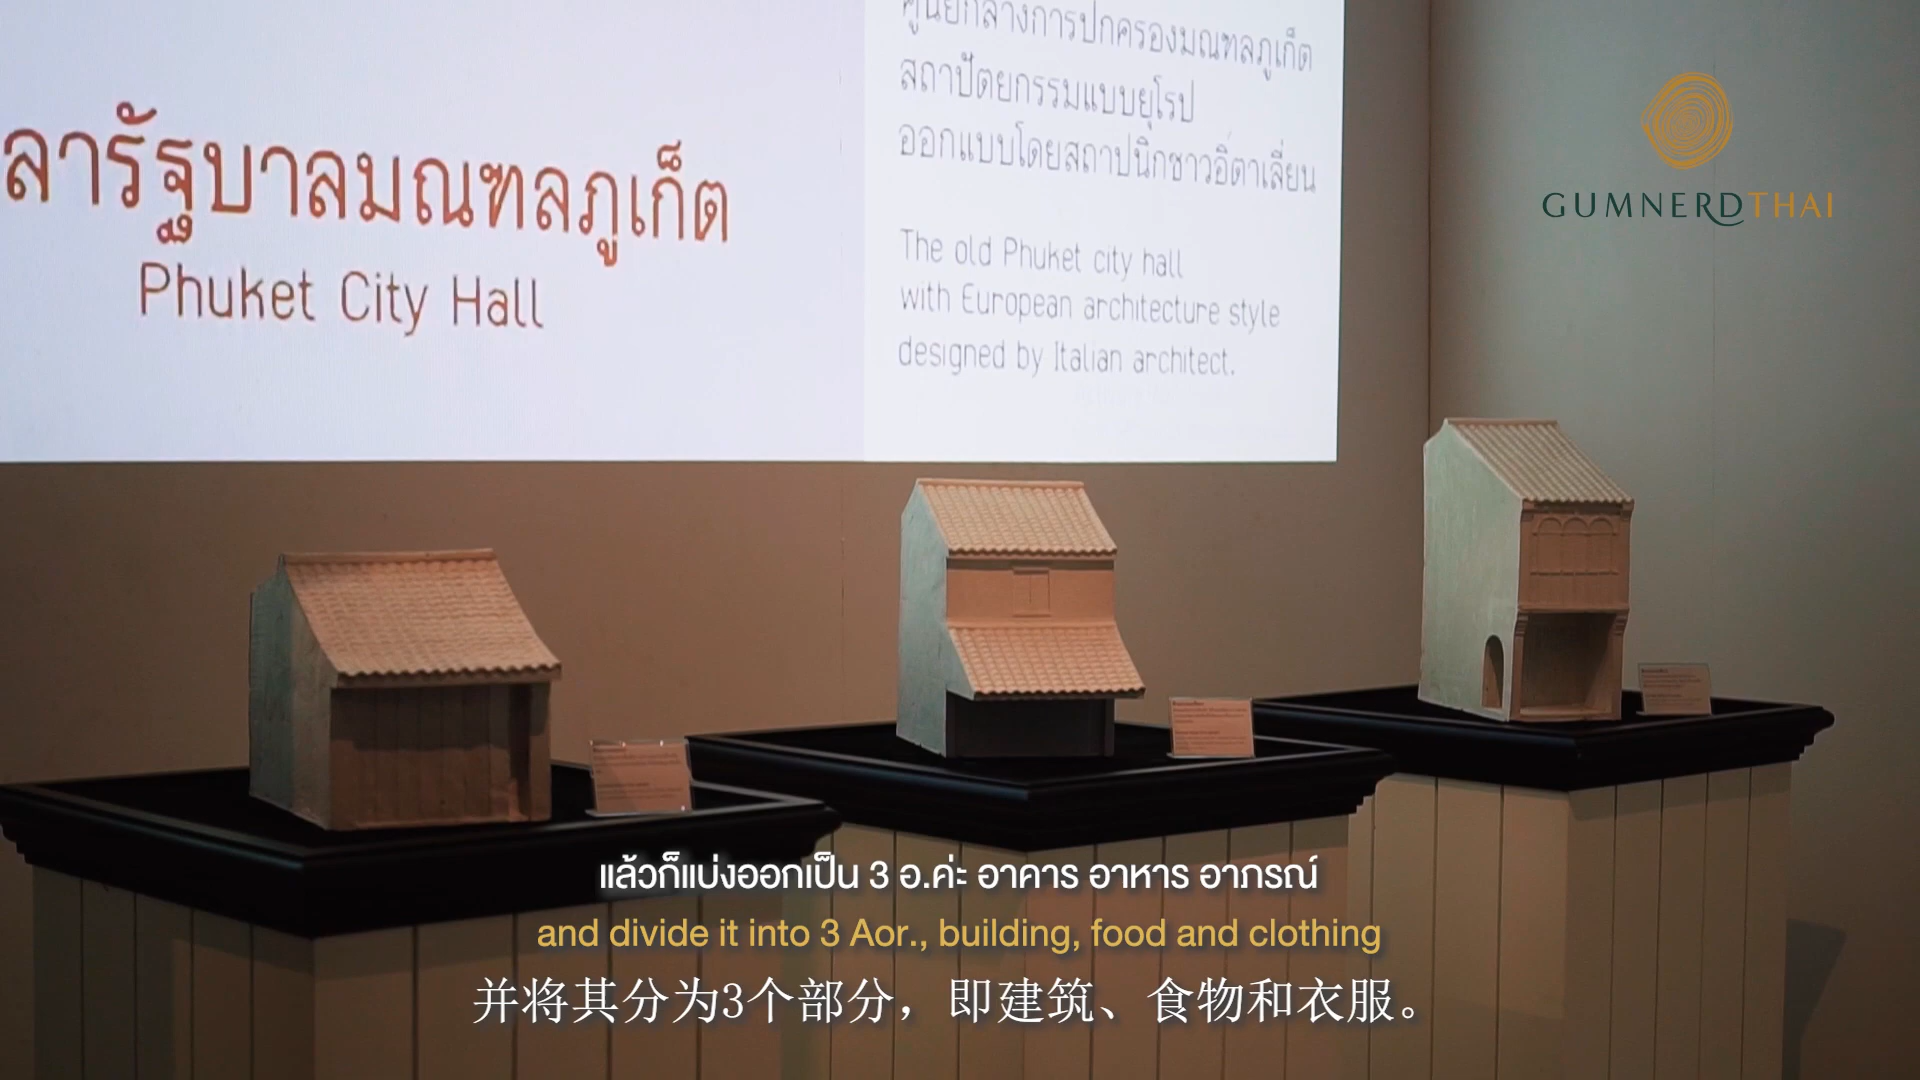 ลารัฐบาลมณฑลภูเก็ต
Phuket City Hall
ศูนย์กลางการปกครองมณฑลภูเก็ต
สถาปัตยกรรมแบบยุโรป
ออกแบบโดยสถาปนิกชาวอิตาเลี่ยน
The old Phuket city hall
with European architecture style
designed by Italian architect.
GUMNERDTHAI
แล้วก็แบ่งออกเป็น 3 อ.ค่ะ อาคาร อาหาร อาภรณ์
and divide it into 3 Aor., building, food and clothing
并将其分为3个部分，即建筑、食物和衣服。